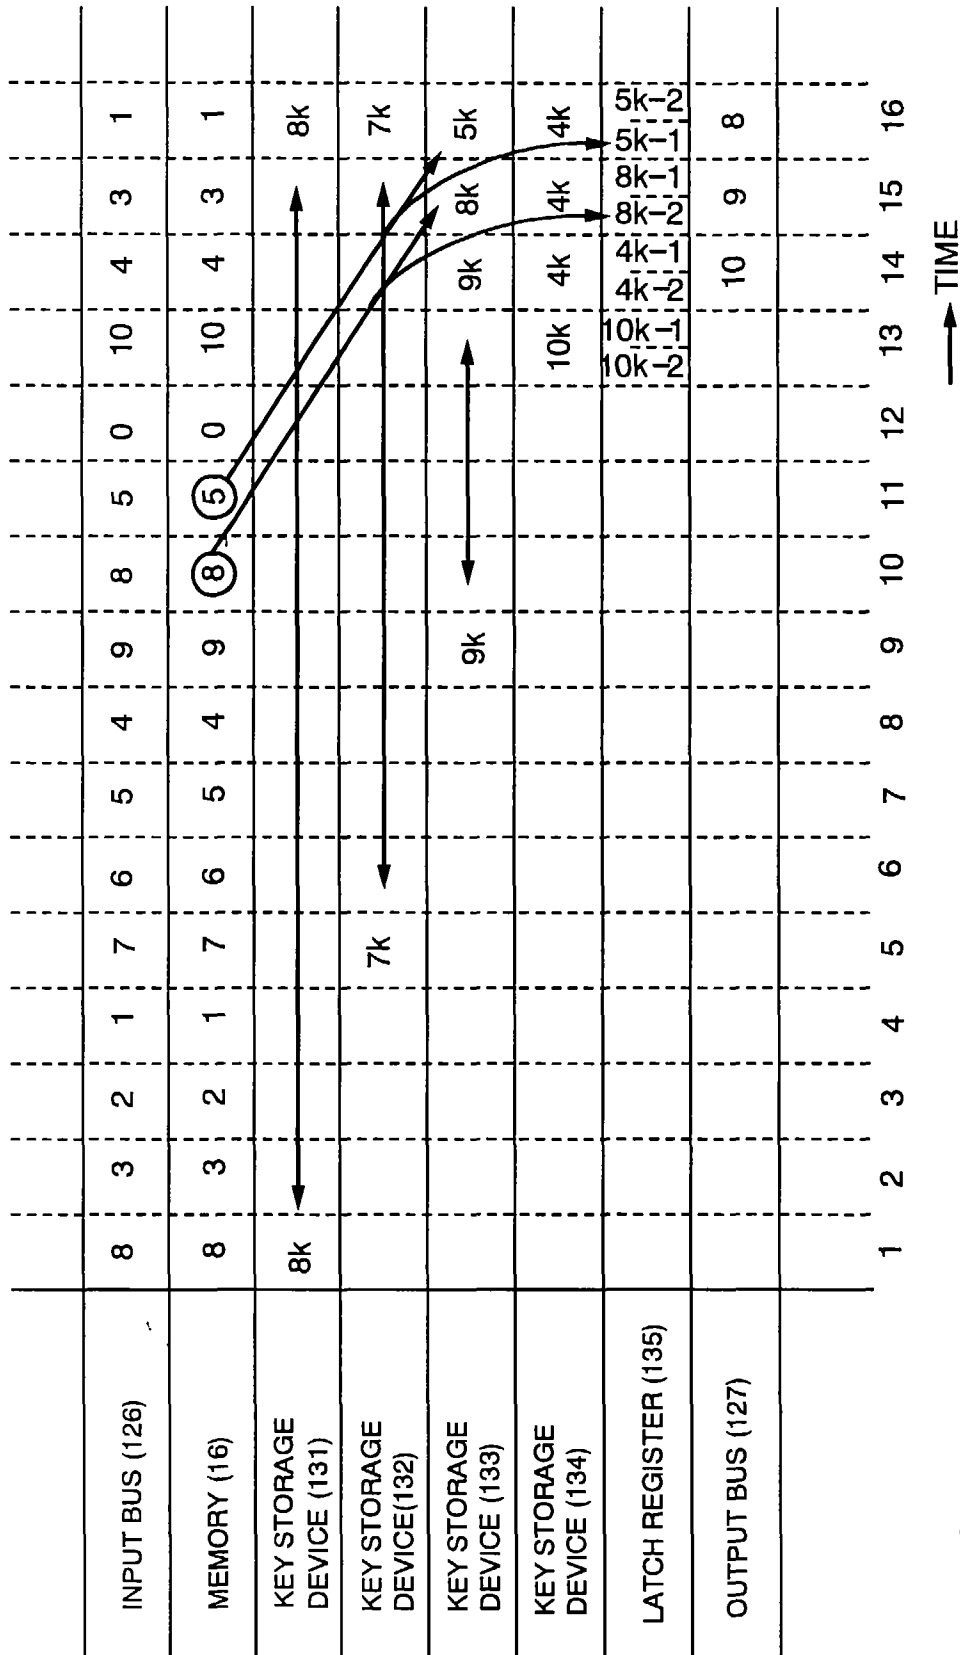 INPUT BUS (126) 8 3 2 1 7 6 5 4 9 8 5 0 10 4 3 1
MEMORY (16) 8 3 2 1 7 6 5 4 9 8 5 0 10 4 3 1
KEY STORAGE
DEVICE (131) 8k 8k
KEY STORAGE
DEVICE(132) 7k 7k
KEY STORAGE
DEVICE (133) 9k 9k 8k 5k
KEY STORAGE
DEVICE (134) 10k 4k 4k 4k
LATCH REGISTER (135) 10k-2 10k-1 4k-2 4k-1 8k-2 8k-1 5k-1 5k-2
OUTPUT BUS (127) 10 9 8
1 2 3 4 5 6 7 8 9 10 11 12 13 14 15 16
TIME